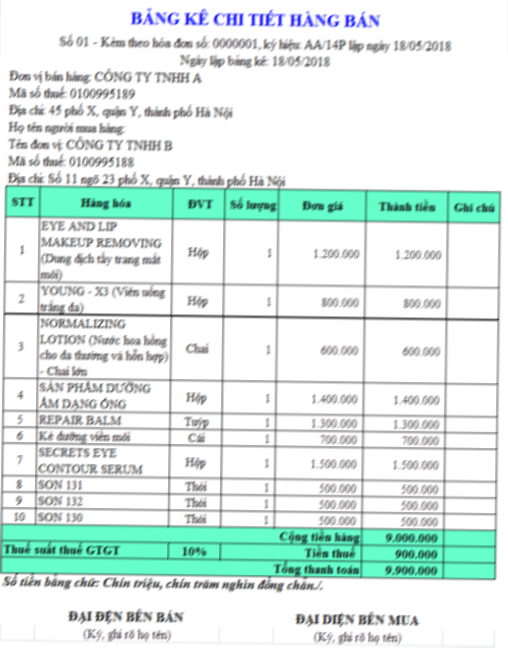 BẢNG KÊ CHI TIẾT HÀNG BÁN
Số 01 - Kèm theo hóa đơn số: 0000001, ký hiệu: AA/14P lập ngày 18/05/2018
Ngày lập bảng kê: 18/05/2018
Đơn vị bán hàng: CÔNG TY TNHH A
Mã số thuế: 0100995189
Địa chỉ: 45 phố X, quận Y, thành phố Hà Nội
Họ tên người mua hàng:
Tên đơn vị: CÔNG TY TNHH B
Mã số thuế: 0100995188
Địa chỉ: Số 11 ngõ 23 phố X, quận Y, thành phố Hà Nội
STT Hàng hóa ĐVT Số lượng Đơn giá Thành tiền Ghi chú
EYE AND LIP
MAKEUP REMOVING
(Dung dịch tẩy trang mắt
môi)
1 Hộp 1 1.200.000 1.200.000
YOUNG - X3 (Viên uống
trắng da)
2 Hộp 1 800.000 800.000
NORMALIZING
LOTION (Nước hoa hồng
cho da thường và hỗn hợp)
- Chai lớn
3 Chai 1 600.000 600.000
SẢN PHẨM DƯỠNG
ẨM DẠNG ỐNG
4 Hộp 1 1.400.000 1.400.000
5 REPAIR BALM Tuýp 1 1.300.000 1.300.000
6 Kẻ đường viền môi Cái 1 700.000 700.000
SECRETS EYE
CONTOUR SERUM
7 Hộp 1 1.500.000 1.500.000
8 SON 131 Thỏi 1 500.000 500.000
9 SON 132 Thỏi 1 500.000 500.000
10 SON 130 Thỏi 1 500.000 500.000
Cộng tiền hàng 9.000.000
Thuế suất thuế GTGT 10% Tiền thuế 900.000
Tổng thanh toán 9.900.000
Số tiền bằng chữ: Chín triệu, chín trăm nghìn đồng chẵn./.
ĐẠI ĐỆN BÊN BÁN ĐẠI DIỆN BÊN MUA
(Ký, ghi rõ họ tên) (Ký, ghi rõ họ tên)